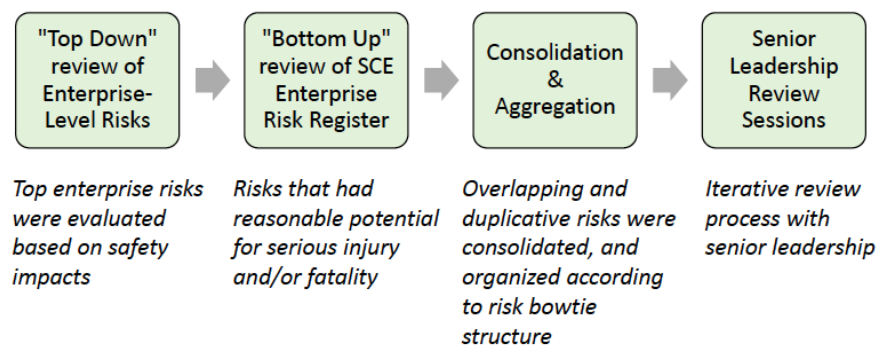 "Top Down"
review of
Enterprise-
Level Risks
"Bottom Up"
review of SCE
Enterprise
Risk Register
Consolidation
&
Aggregation
Senior
Leadership
Review
Sessions
Top enterprise risks
were evaluated
based on safety
impacts
Risks that had
reasonable potential
for serious injury
and/or fatality
Overlapping and
duplicative risks were
consolidated, and
organized according
to risk bowtie
structure
Iterative review
process with
senior leadership